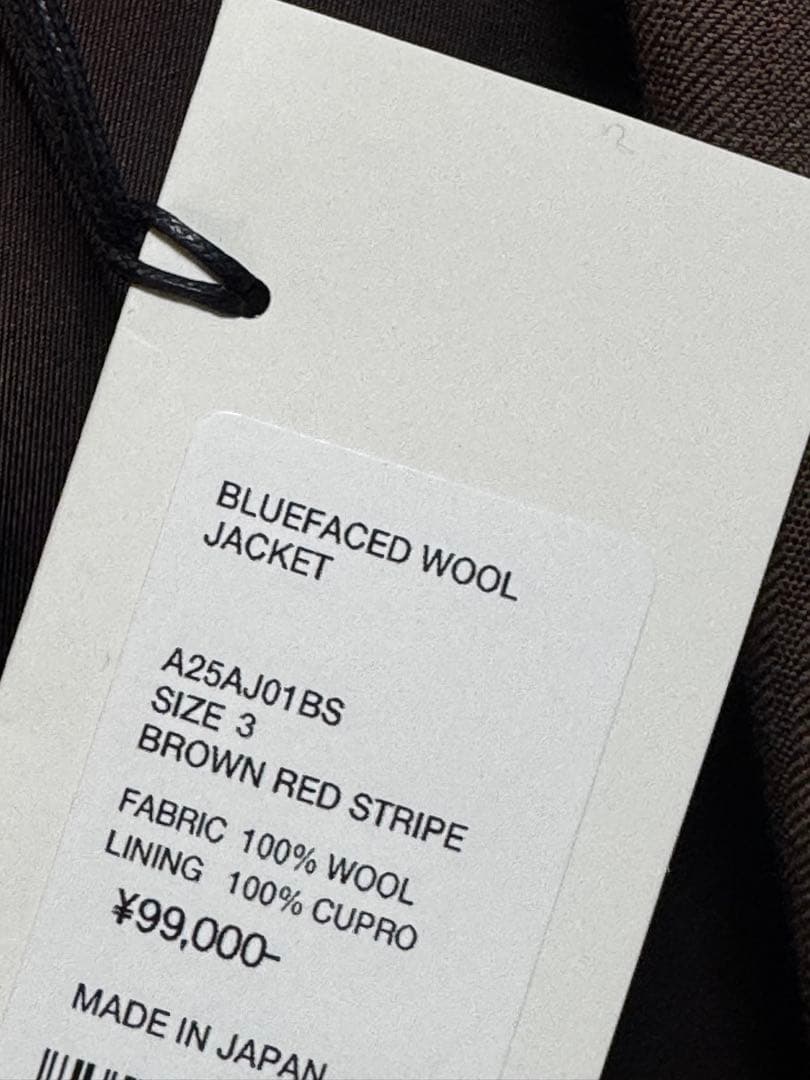 BLUEFACED WOOL
JACKET
A25AJ01BS
SIZE 3
BROWN RED STRIPE
FABRIC 100% WOOL
LINING 100% CUPRO
¥99,000-
MADE IN JAPAN